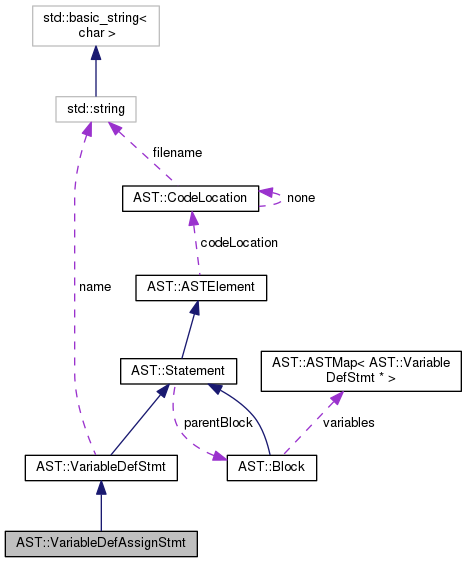 std::basic_string<
char >
std::string
filename
AST::CodeLocation
none
codeLocation
name
AST::ASTElement
AST::Statement
AST::ASTMap< AST::Variable
DefStmt * >
parentBlock
variables
AST::VariableDefStmt
AST::Block
AST::VariableDefAssignStmt